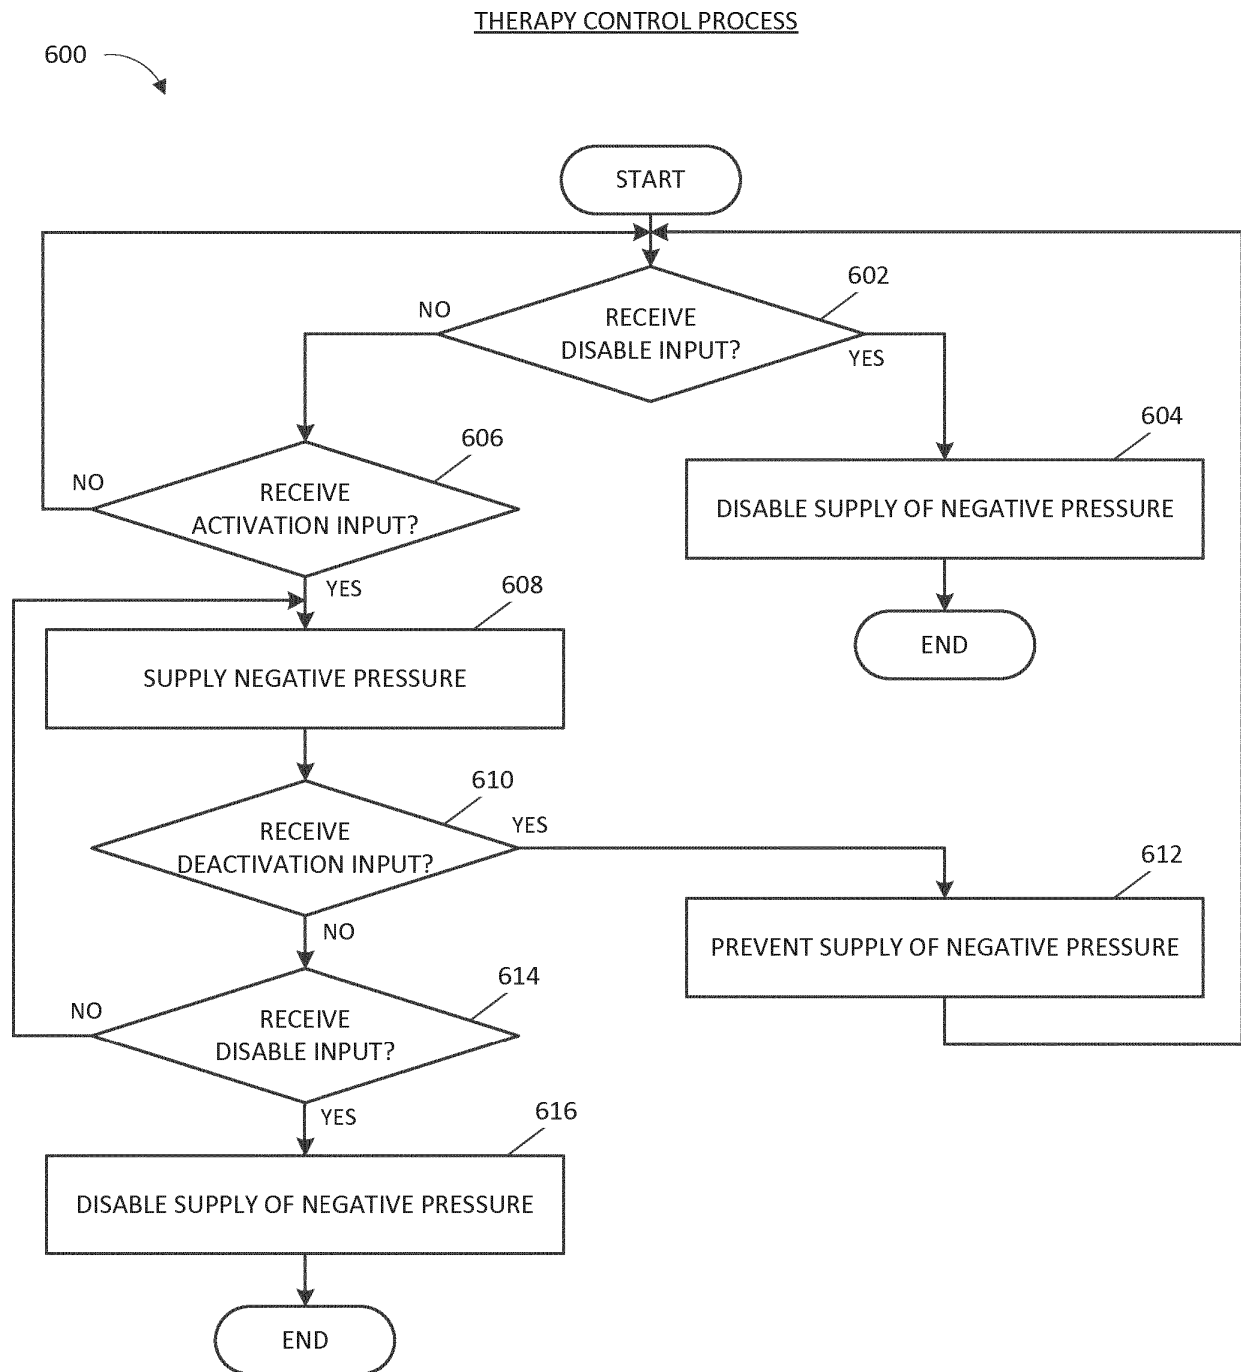 THERAPY CONTROL PROCESS
600
START
602
NO
RECEIVE
DISABLE INPUT?
YES
604
606
NO
RECEIVE
ACTIVATION INPUT?
DISABLE SUPPLY OF NEGATIVE PRESSURE
YES
608
END
SUPPLY NEGATIVE PRESSURE
610
YES
RECEIVE
DEACTIVATION INPUT?
612
NO
PREVENT SUPPLY OF NEGATIVE PRESSURE
614
NO
RECEIVE
DISABLE INPUT?
YES
616
DISABLE SUPPLY OF NEGATIVE PRESSURE
END